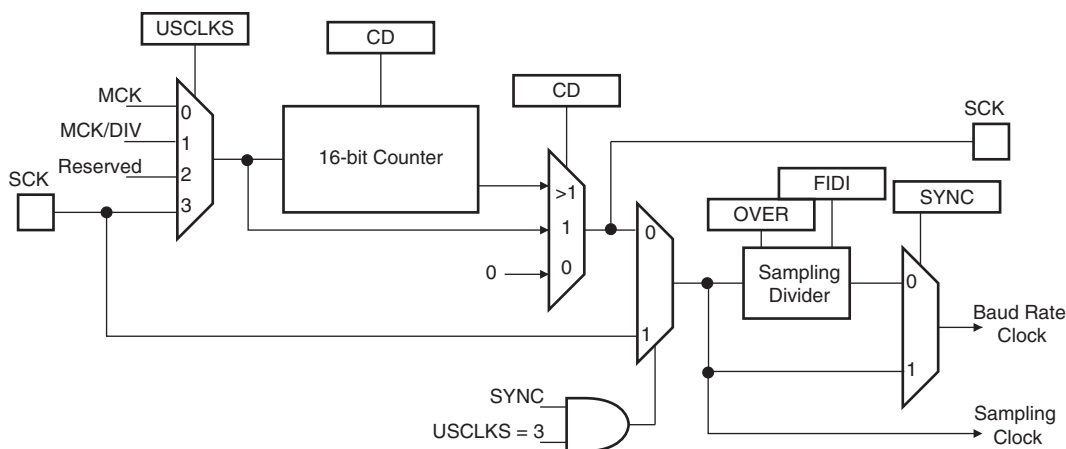 USCLKS
CD
CD
MCK
MCK/DIV
Reserved
SCK
0
1
2
3
16-bit Counter
>1
1
0
0
SCK
FIDI
OVER
SYNC
0
1
Sampling
Divider
0
1
Baud Rate
Clock
SYNC
USCLKS = 3
Sampling
Clock